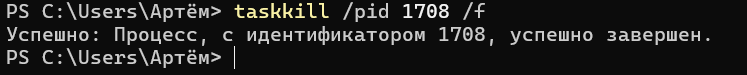 PS C:\Users\Артём> taskkill /pid 1708 /f
Успешно: Процесс, с идентификатором 1708, успешно завершен.
PS C:\Users\Артём>